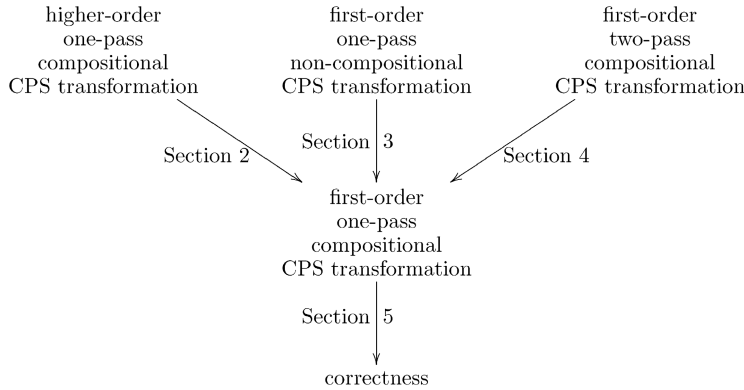 higher-order
one-pass
compositional
CPS transformation
first-order
one-pass
non-compositional
CPS transformation
first-order
two-pass
compositional
CPS transformation
Section 2
Section 3
Section 4
first-order
one-pass
compositional
CPS transformation
Section 5
correctness